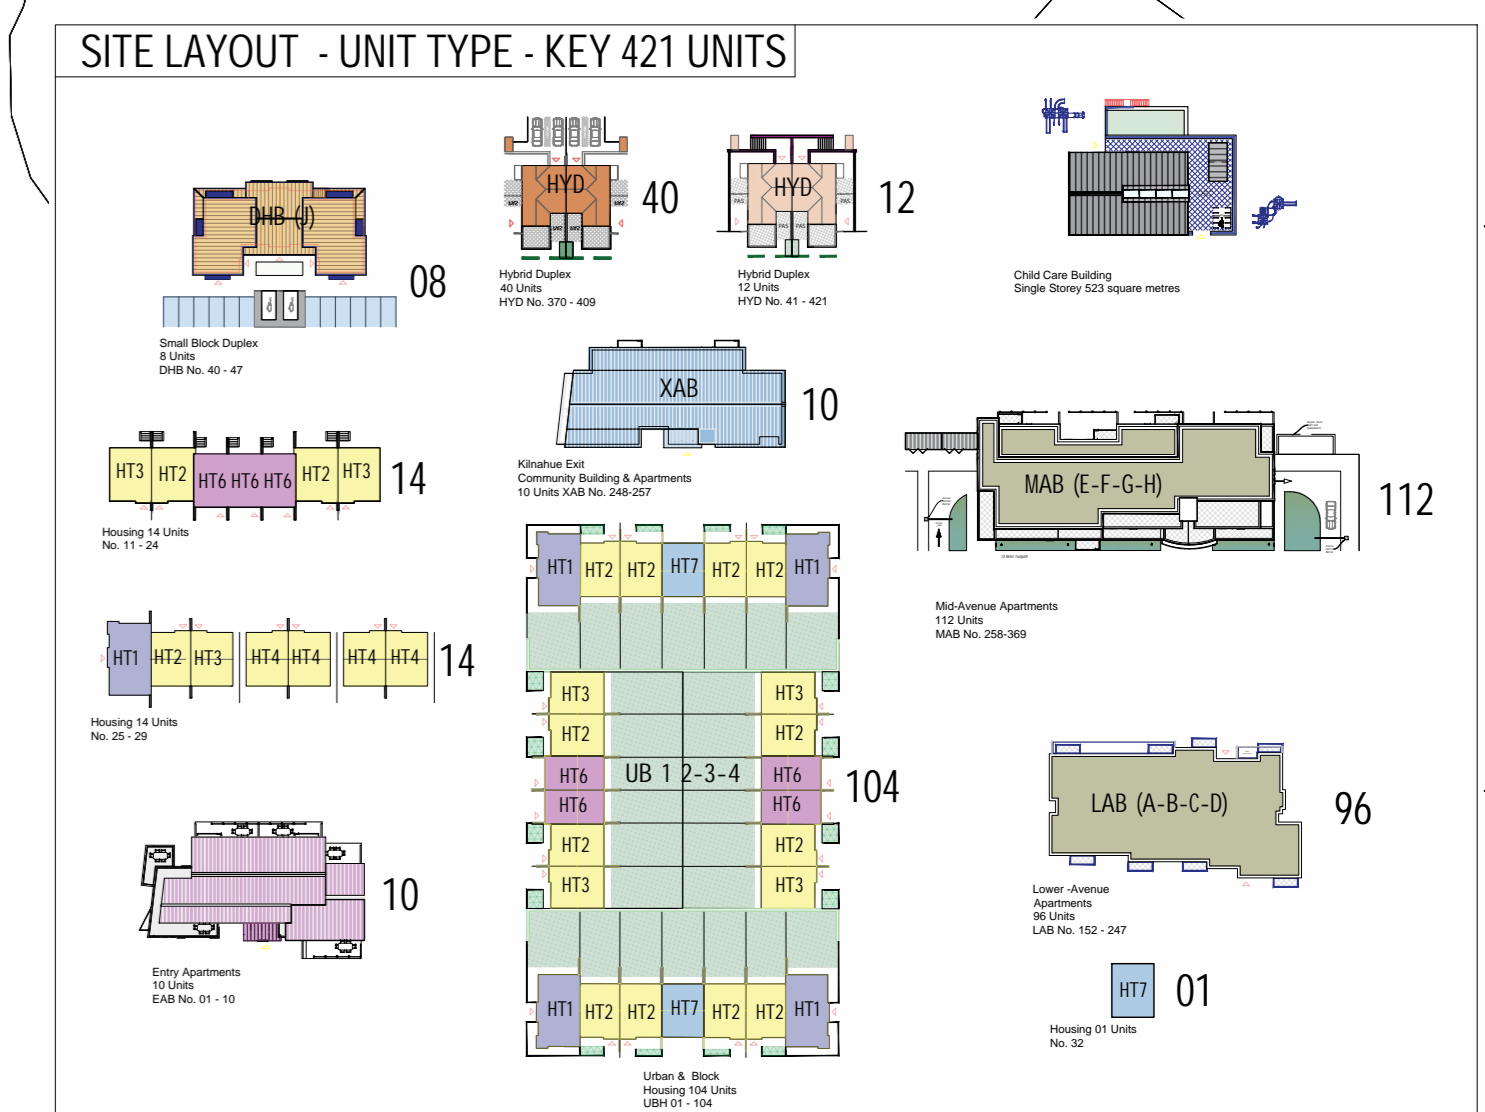 SITE LAYOUT - UNIT TYPE - KEY 421 UNITS
DHB (J)
08
Small Block Duplex
8 Units
DHB No. 40 - 47
HYD
40
Hybrid Duplex
40 Units
HYD No. 370 - 409
HYD
PAS PAS
PAS PAS
12
Hybrid Duplex
12 Units
HYD No. 41 - 421
Child Care Building
Single Storey 523 square metres
XAB
10
Kilnahue Exit
Community Building & Apartments
10 Units XAB No. 248-257
HT3 HT2 HT6 HT6 HT6 HT2 HT3
14
Housing 14 Units
No. 11 - 24
MAB (E-F-G-H)
112
Mid-Avenue Apartments
112 Units
MAB No. 258-369
HT1 HT2 HT3 HT4 HT4 HT4 HT4
14
Housing 14 Units
No. 25 - 29
HT1 HT2 HT2 HT7 HT2 HT2 HT1
HT3 HT3
HT2 HT2
HT6 UB 1 2-3-4 HT6
HT6 HT6
HT2 HT2
HT3 HT3
HT1 HT2 HT2 HT7 HT2 HT2 HT1
104
Urban & Block
Housing 104 Units
UBH 01 - 104
LAB (A-B-C-D)
96
Lower -Avenue
Apartments
96 Units
LAB No. 152 - 247
10
Entry Apartments
10 Units
EAB No. 01 - 10
HT7
01
Housing 01 Units
No. 32